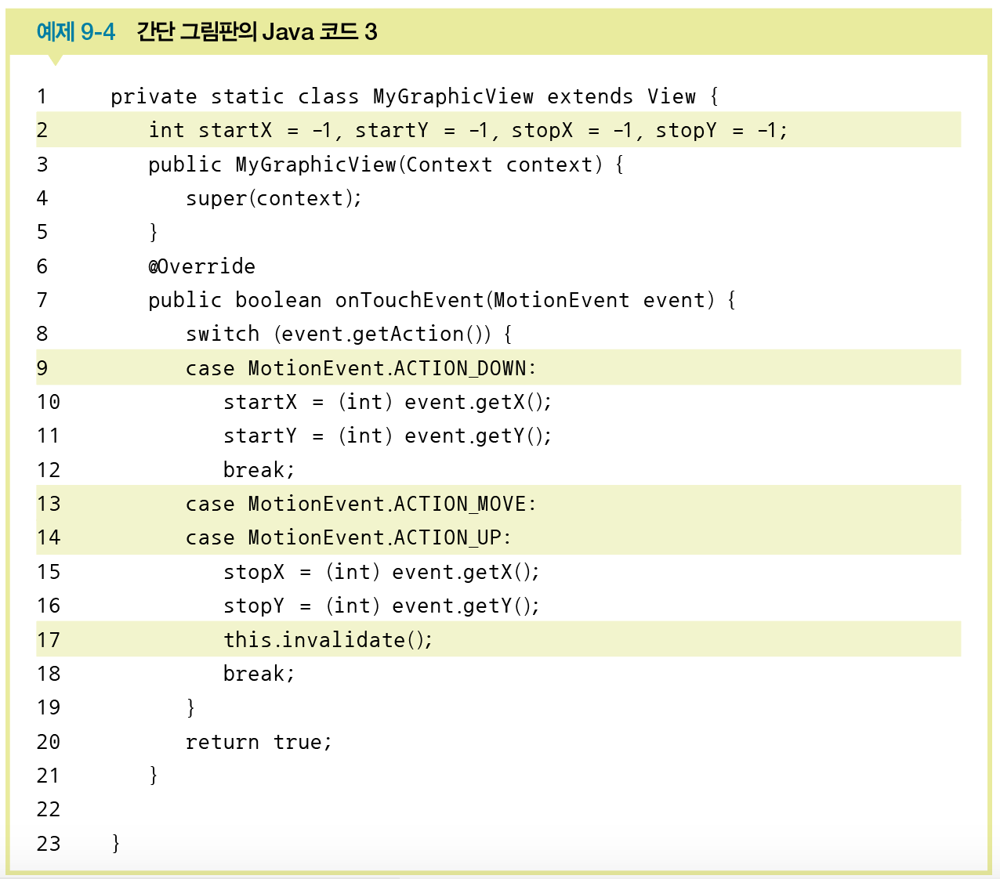 예제 9-4 간단 그림판의 Java 코드 3
1 private static class MyGraphicView extends View {
2 int startX = -1, startY = -1, stopX = -1, stopY = -1;
3 public MyGraphicView(Context context) {
4 super(context);
5 }
6 @Override
7 public boolean onTouchEvent(MotionEvent event) {
8 switch (event.getAction()) {
9 case MotionEvent.ACTION_DOWN:
10 startX = (int) event.getX();
11 startY = (int) event.getY();
12 break;
13 case MotionEvent.ACTION_MOVE:
14 case MotionEvent.ACTION_UP:
15 stopX = (int) event.getX();
16 stopY = (int) event.getY();
17 this.invalidate();
18 break;
19 }
20 return true;
21 }
22
23 }